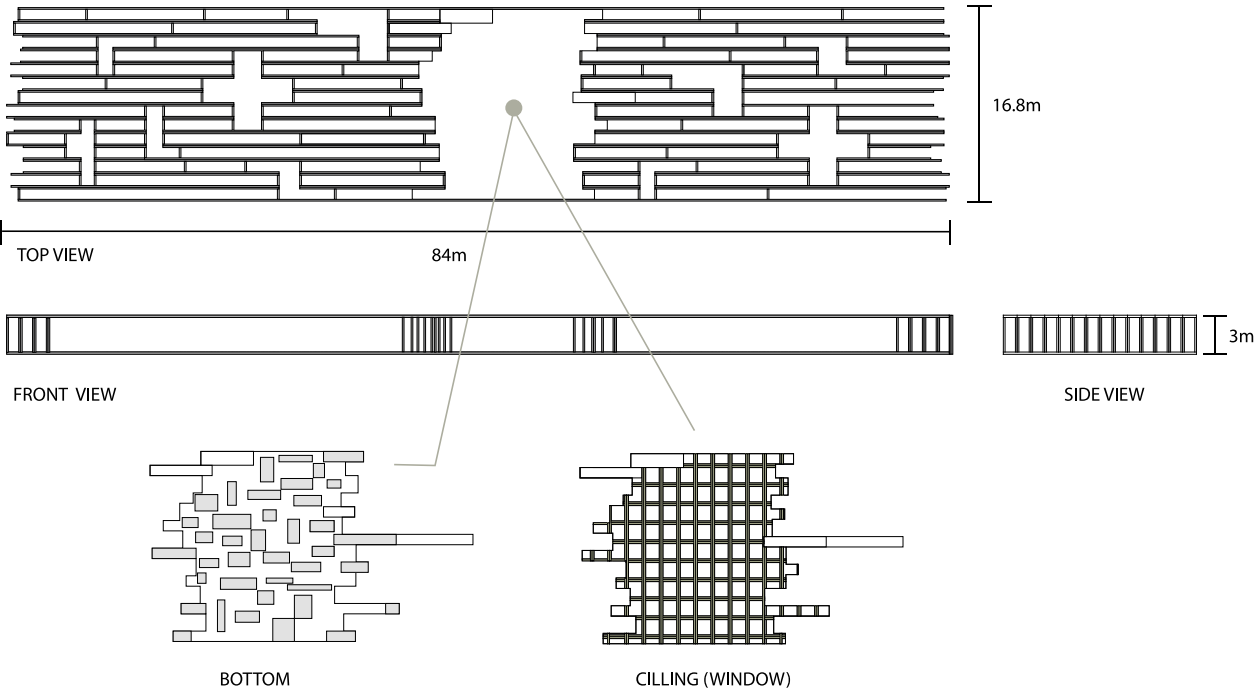 16.8m
TOP VIEW
84m
3m
FRONT VIEW
SIDE VIEW
BOTTOM
CILLING (WINDOW)